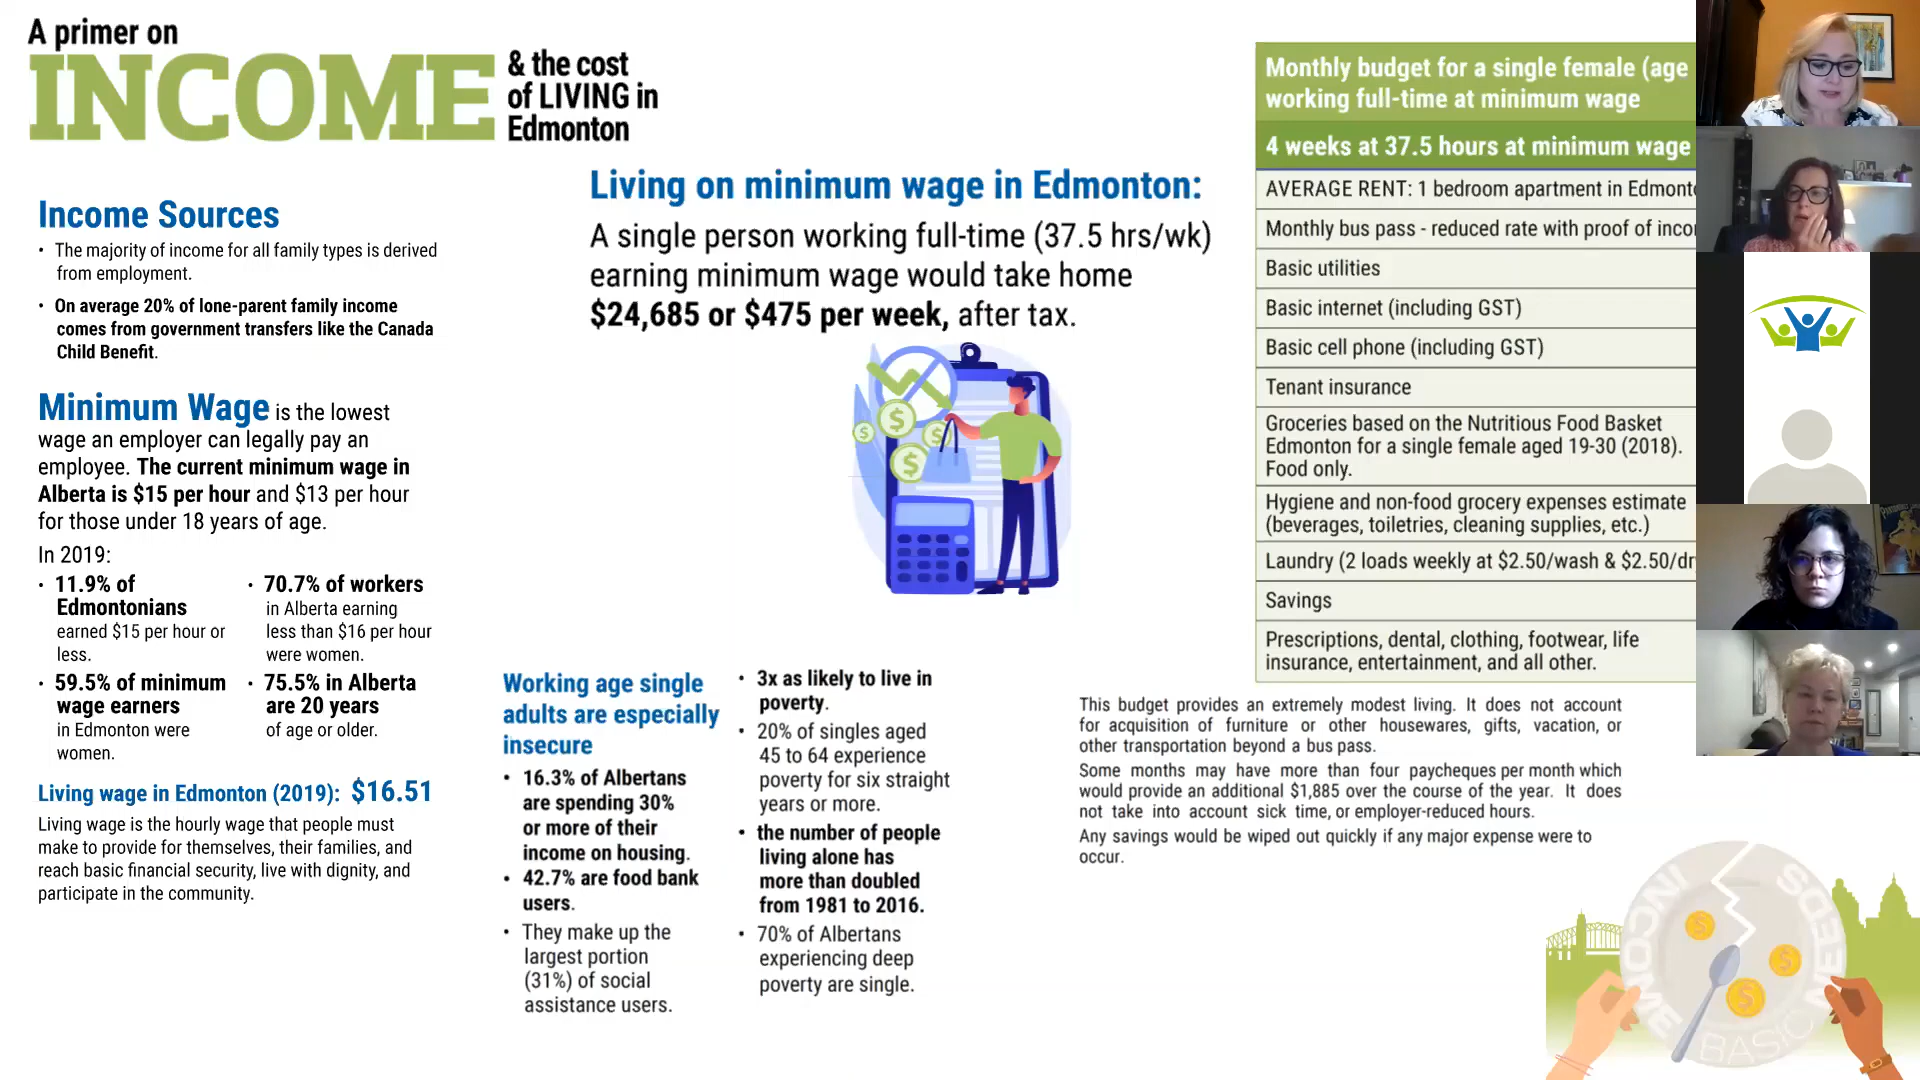 A primer on
INCOME
& the cost
of LIVING in
Edmonton
Income Sources
• The majority of income for all family types is derived
from employment.
• On average 20% of lone-parent family income
comes from government transfers like the Canada
Child Benefit.
Minimum Wage is the lowest
wage an employer can legally pay an
employee. The current minimum wage in
Alberta is $15 per hour and $13 per hour
for those under 18 years of age.
In 2019:
• 11.9% of
Edmontonians
earned $15 per hour or
less.
• 59.5% of minimum
wage earners
in Edmonton were
women.
• 70.7% of workers
in Alberta earning
less than $16 per hour
were women.
• 75.5% in Alberta
are 20 years
of age or older.
Living wage in Edmonton (2019): $16.51
Living wage is the hourly wage that people must
make to provide for themselves, their families, and
reach basic financial security, live with dignity, and
participate in the community.
Living on minimum wage in Edmonton:
A single person working full-time (37.5 hrs/wk)
earning minimum wage would take home
$24,685 or $475 per week, after tax.
Working age single
adults are especially
insecure
• 16.3% of Albertans
are spending 30%
or more of their
income on housing.
• 42.7% are food bank
users.
• They make up the
largest portion
(31%) of social
assistance users.
• 3x as likely to live in
poverty.
• 20% of singles aged
45 to 64 experience
poverty for six straight
years or more.
• the number of people
living alone has
more than doubled
from 1981 to 2016.
• 70% of Albertans
experiencing deep
poverty are single.
Monthly budget for a single female (age
working full-time at minimum wage
4 weeks at 37.5 hours at minimum wage
AVERAGE RENT: 1 bedroom apartment in Edmont
Monthly bus pass - reduced rate with proof of inco
Basic utilities
Basic internet (including GST)
Basic cell phone (including GST)
Tenant insurance
Groceries based on the Nutritious Food Basket
Edmonton for a single female aged 19-30 (2018).
Food only.
Hygiene and non-food grocery expenses estimate
(beverages, toiletries, cleaning supplies, etc.)
Laundry (2 loads weekly at $2.50/wash & $2.50/dr
Savings
Prescriptions, dental, clothing, footwear, life
insurance, entertainment, and all other.
This budget provides an extremely modest living. It does not account
for acquisition of furniture or other housewares, gifts, vacation, or
other transportation beyond a bus pass.
Some months may have more than four paycheques per month which
would provide an additional $1,885 over the course of the year. It does
not take into account sick time, or employer-reduced hours.
Any savings would be wiped out quickly if any major expense were to
occur.
INCOME
BASIC
NEEDS